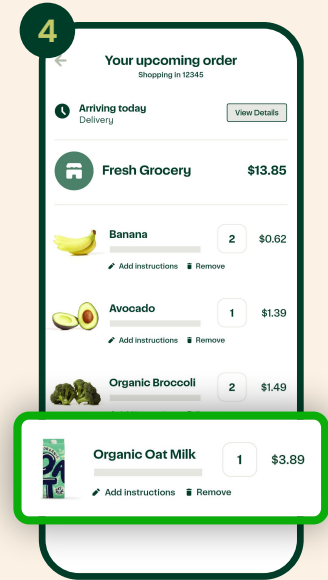 4
Your upcoming order
Shopping in 12345
Arriving today
Delivery
View Details
Fresh Grocery $13.85
Banana 2 $0.62
Add instructions Remove
Avocado 1 $1.39
Add instructions Remove
Organic Broccoli 2 $1.49
Organic Oat Milk 1 $3.89
Add instructions Remove